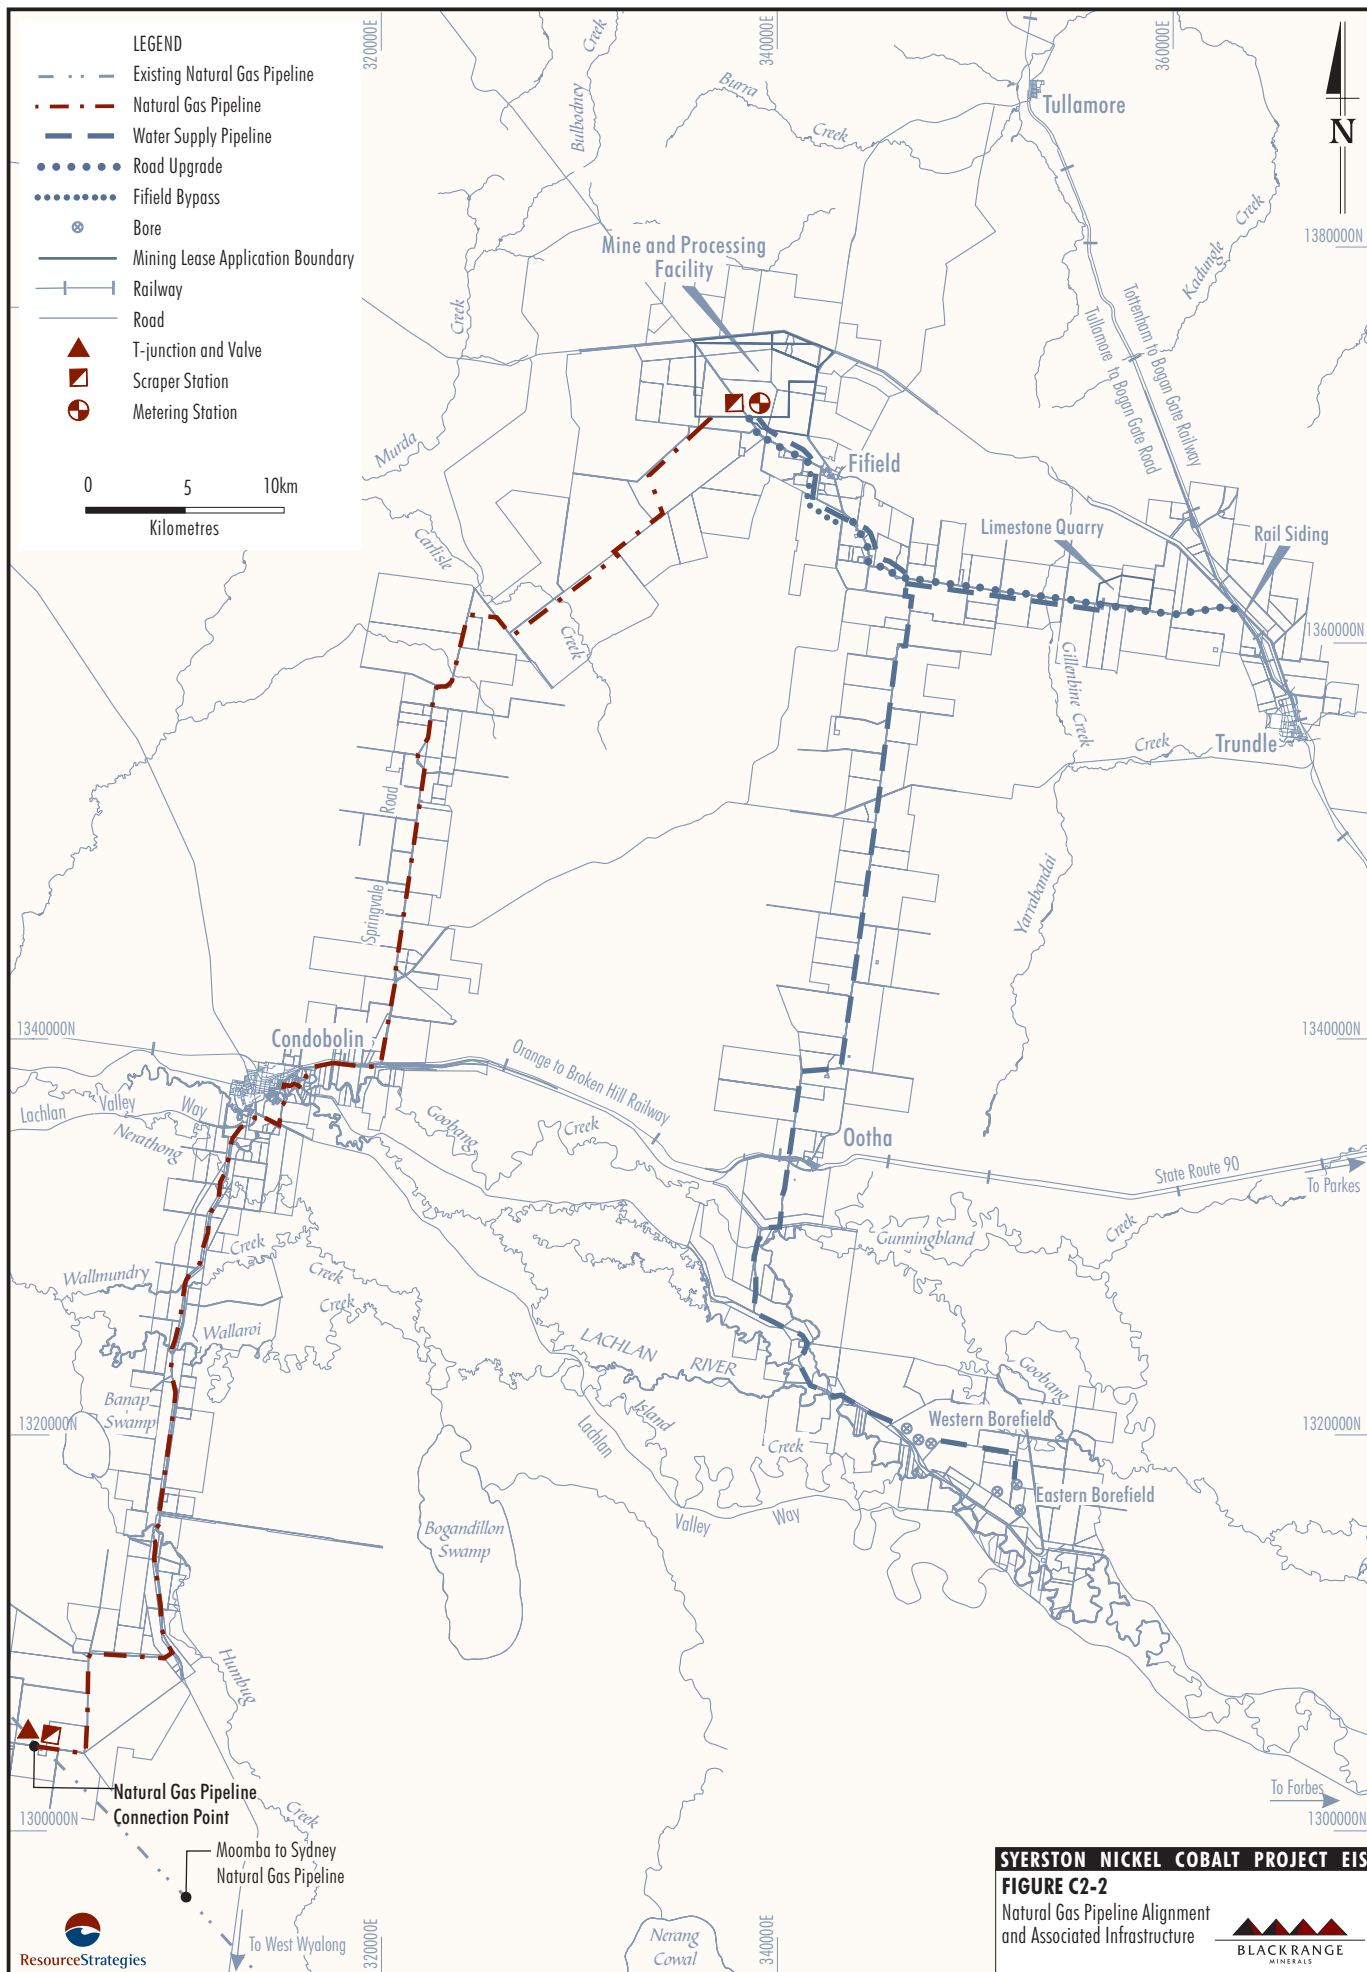 LEGEND
Existing Natural Gas Pipeline
Natural Gas Pipeline
Water Supply Pipeline
Road Upgrade
Fifield Bypass
Bore
Mining Lease Application Boundary
Railway
Road
T-junction and Valve
Scraper Station
Metering Station
0 5 10km
Kilometres
320000E
340000E
360000E
N
Creek
Bulbodney
Burra
Creek
Tullamore
Creek
Kadungle
1380000N
Mine and Processing
Facility
Creek
Tottenham to Bogan Gate Railway
Tullamore to Bogan Gate Road
Murda
Fifield
Carlisle
Limestone Quarry
Rail Siding
Creek
1360000N
Gillenbine Creek
Creek
Trundle
Road
Springvale
Yarrabandai
1340000N
1340000N
Condobolin
Orange to Broken Hill Railway
Lachlan
Valley
Way
Nerathong
Goobang
Creek
Ootha
State Route 90
To Parkes
Creek
Gunningbland
Creek
Wallmundry
Creek
Creek
Wallaroi
LACHLAN
RIVER
Goobang
Banap
Swamp
Island
Lachlan
Creek
Western Borefield
1320000N
1320000N
Eastern Borefield
Valley
Way
Bogandillon
Swamp
Humbug
Natural Gas Pipeline
Connection Point
Creek
To Forbes
1300000N
1300000N
Moomba to Sydney
Natural Gas Pipeline
To West Wyalong
320000E
340000E
Nerang
Cowal
ResourceStrategies
SYERSTON NICKEL COBALT PROJECT EIS
FIGURE C2-2
Natural Gas Pipeline Alignment
and Associated Infrastructure
BLACK RANGE
MINERALS